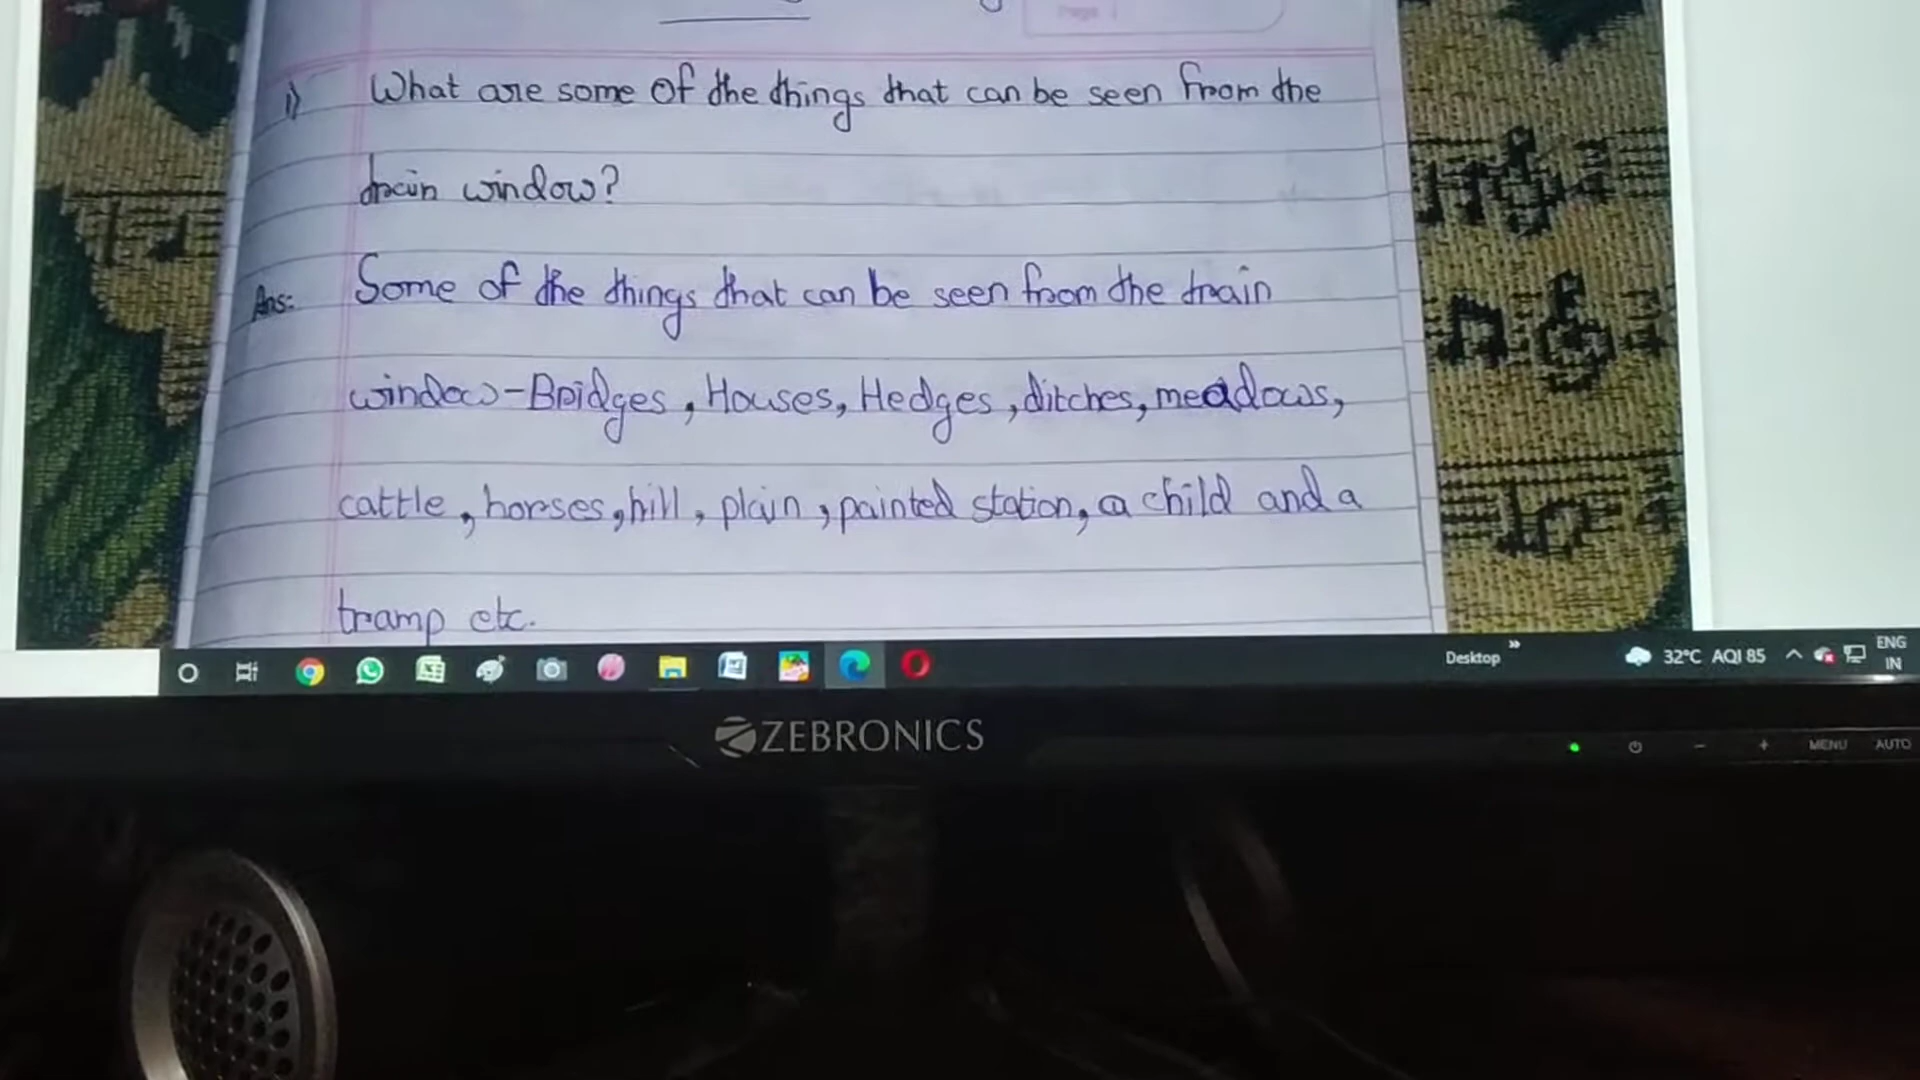 Page
i) What are some of the things that can be seen from the
train window?
Ans: Some of the things that can be seen from the train
window-Bridges, Houses, Hedges, ditches, meadows,
cattle, horses, hill, plain, painted station, a child and a
tramp etc.
Desktop
32°C AQI 85
ENG
IN
ZEBRONICS
MENU AUTO